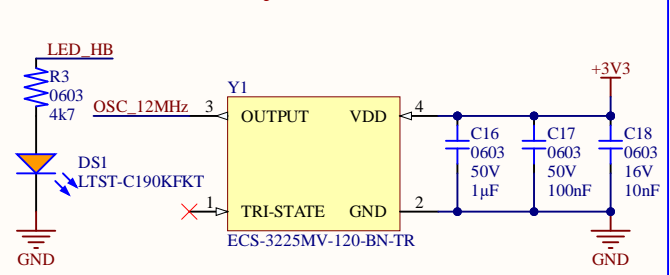 LED_HB
R3
0603
4k7
DS1
LTST-C190KFKT
GND
OSC_12MHz
Y1
3
OUTPUT
VDD
4
1
TRI-STATE
GND
2
ECS-3225MV-120-BN-TR
+3V3
C16
0603
50V
1µF
C17
0603
50V
100nF
C18
0603
16V
10nF
GND